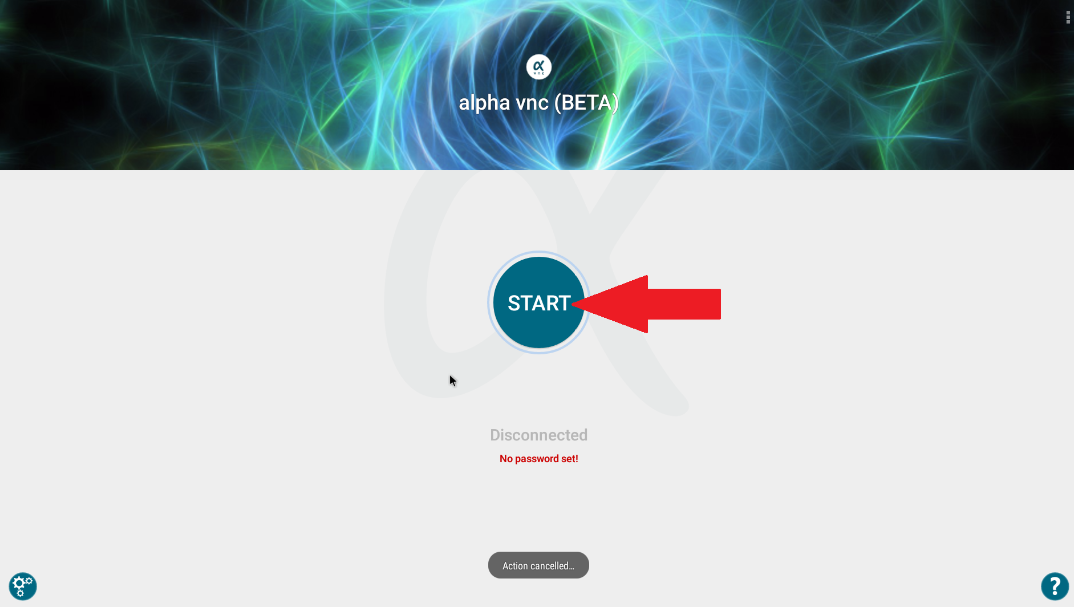 α
alpha vnc (BETA)
START
Disconnected
No password set!
Action cancelled...
?